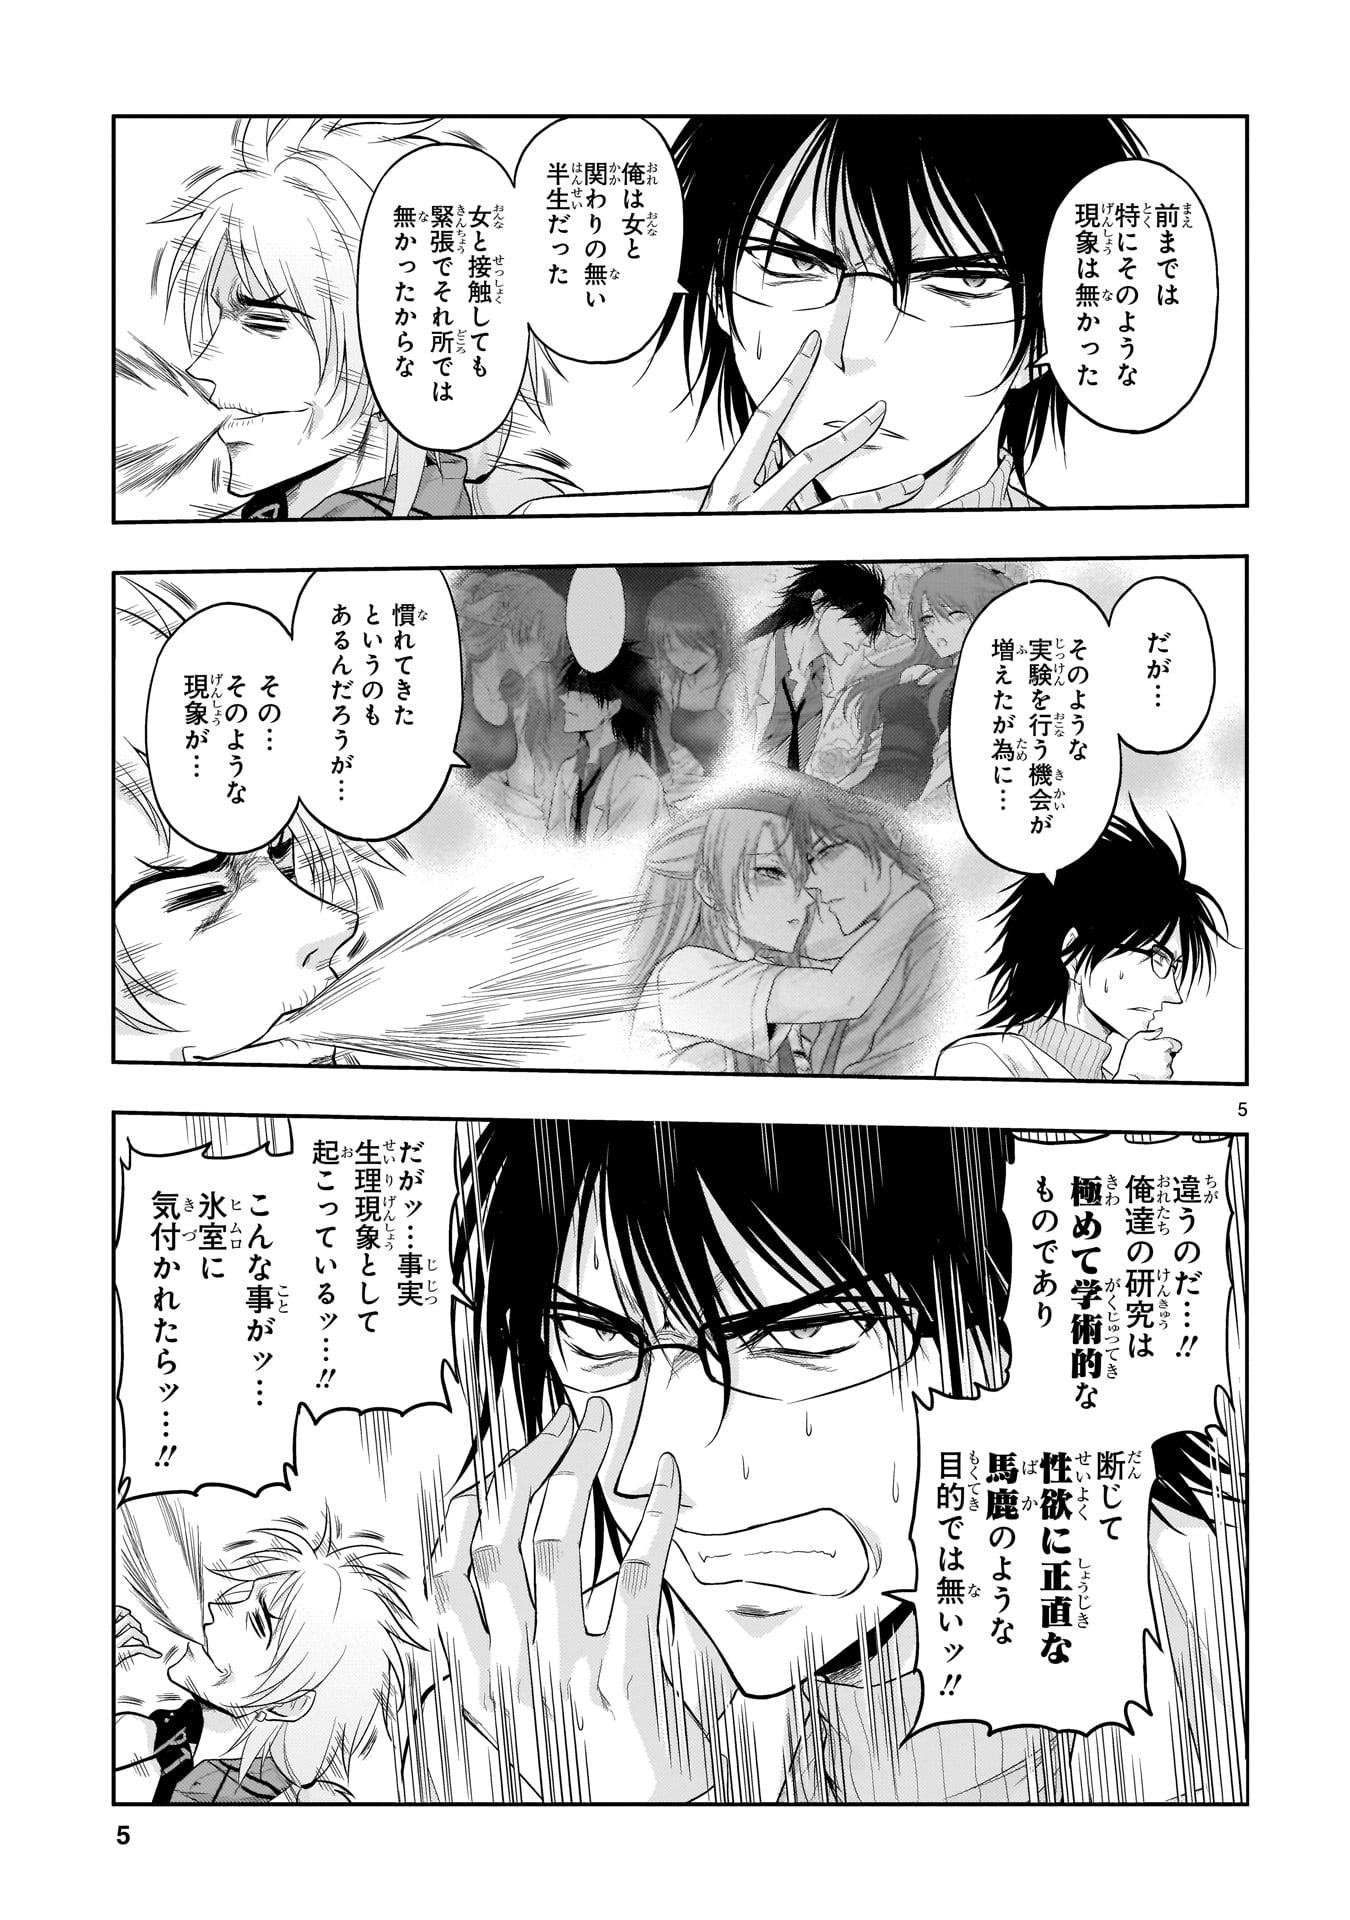 前までは
特にそのような
現象は無かった
俺は女と
関わりの無い
半生だった
女と接触しても
緊張でそれ所では
無かったからな
だが…
そのような
実験を行う機会が
増えたが為に…
慣れてきた
というのも
あるんだろうが…
その…
そのような
現象が…
5
違うのだ…!!
俺達の研究は
極めて学術的な
ものであり
断じて
性欲に正直な
馬鹿のような
目的では無いッ!!
だがッ…事実
生理現象として
起こっているッ…!!
こんな事がッ…
氷室に
気付かれたらッ…!!
5